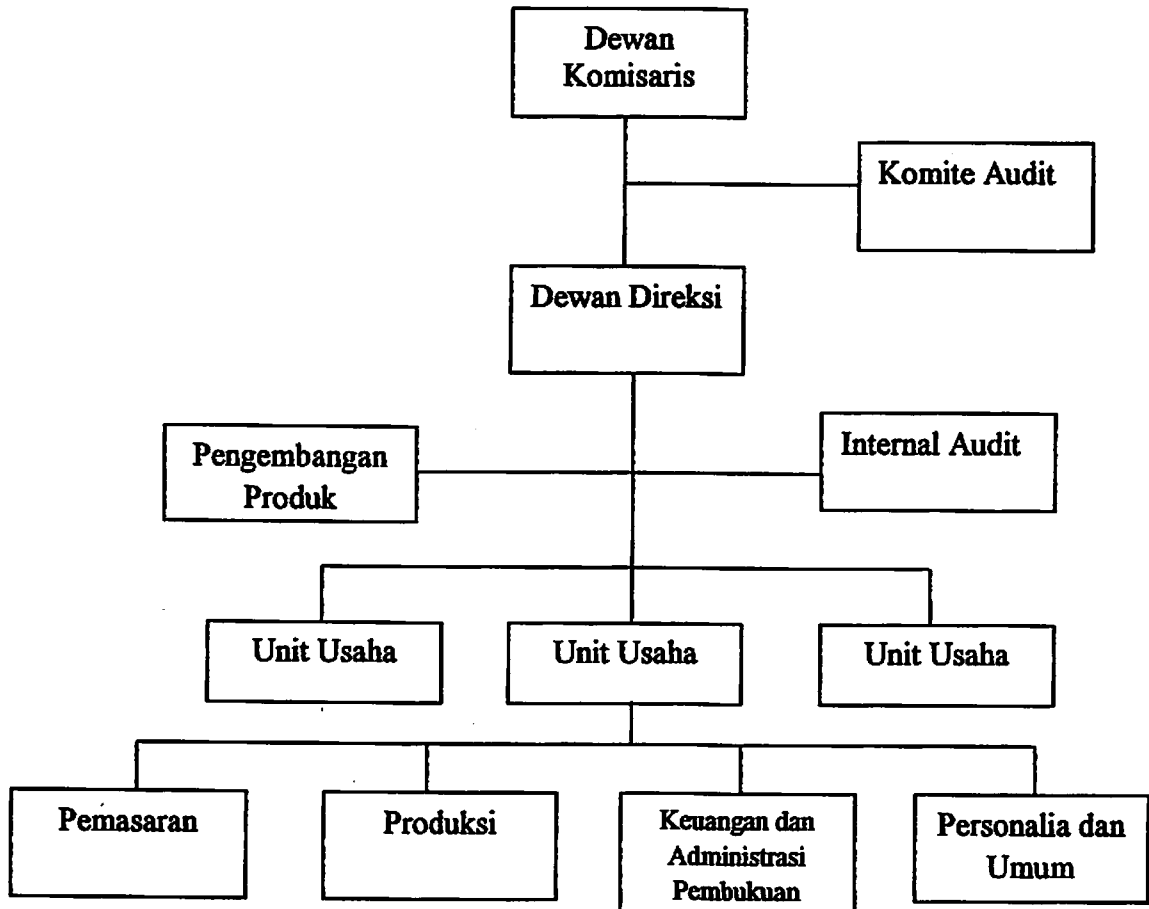 Dewan
Komisaris
Komite Audit
Dewan Direksi
Pengembangan
Produk
Internal Audit
Unit Usaha
Unit Usaha
Unit Usaha
Pemasaran
Produksi
Keuangan dan
Administrasi
Pembukuan
Personalia dan
Umum